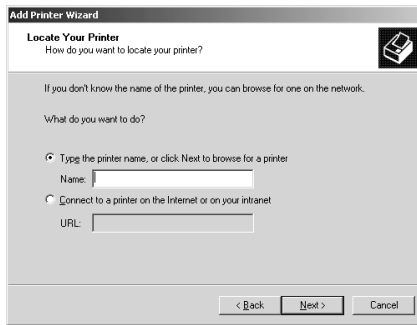 Add Printer Wizard
Locate Your Printer
How do you want to locate your printer?
If you don't know the name of the printer, you can browse for one on the network.
What do you want to do?
Type the printer name, or click Next to browse for a printer
Name:
Connect to a printer on the Internet or on your intranet
URL:
< Back Next > Cancel